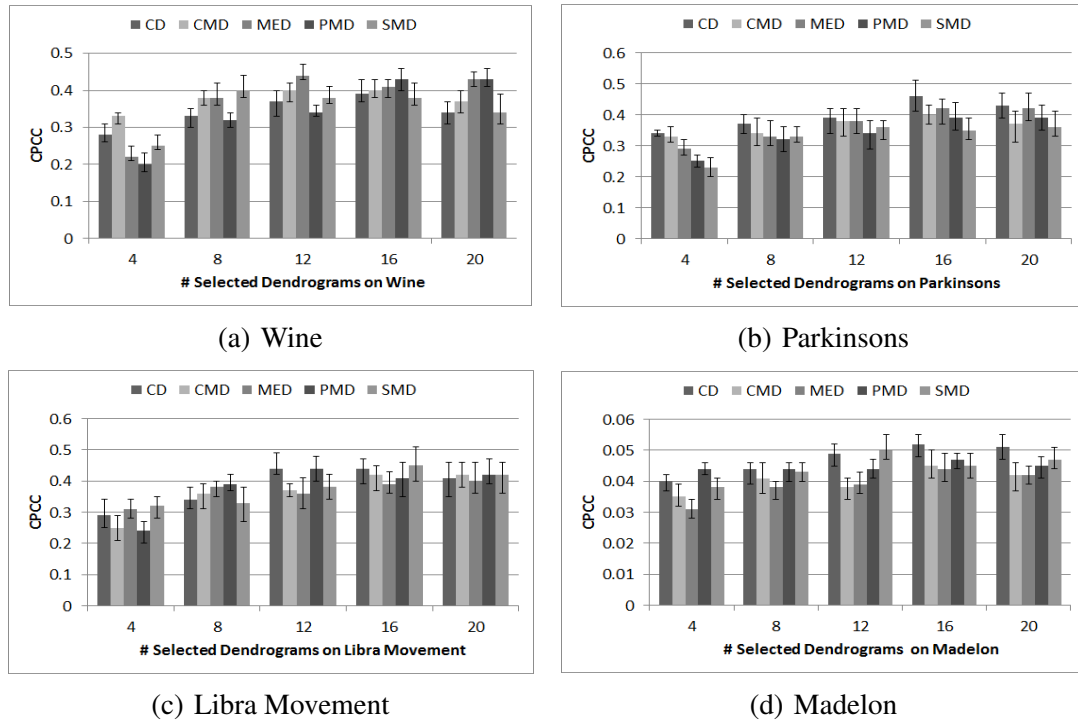 CD CMD MED PMD SMD
0.5
0.4
0.3
0.2
0.1
0
CPCC
4 8 12 16 20
# Selected Dendrograms on Wine
(a) Wine
CD CMD MED PMD SMD
0.6
0.5
0.4
0.3
0.2
0.1
0
CPCC
4 8 12 16 20
# Selected Dendrograms on Parkinsons
(b) Parkinsons
CD CMD MED PMD SMD
0.6
0.5
0.4
0.3
0.2
0.1
0
CPCC
4 8 12 16 20
# Selected Dendrograms on Libra Movement
(c) Libra Movement
CD CMD MED PMD SMD
0.06
0.05
0.04
0.03
0.02
0.01
0
CPCC
4 8 12 16 20
# Selected Dendrograms on Madelon
(d) Madelon